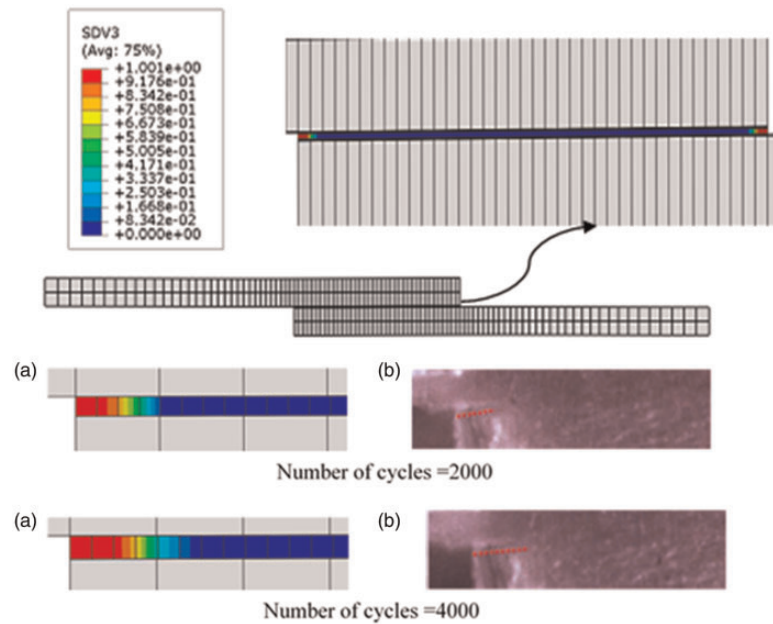 SDV3
(Avg: 75%)
+1.001e+00
+9.176e-01
+8.342e-01
+7.508e-01
+6.673e-01
+5.839e-01
+5.005e-01
+4.171e-01
+3.337e-01
+2.503e-01
+1.668e-01
+8.342e-02
+0.000e+00
(a)
(b)
Number of cycles =2000
(a)
(b)
Number of cycles =4000